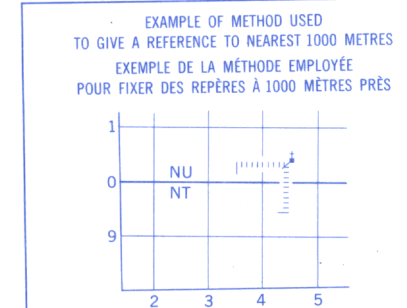 EXAMPLE OF METHOD USED
TO GIVE A REFERENCE TO NEAREST 1000 METRES
EXEMPLE DE LA MÉTHODE EMPLOYÉE
POUR FIXER DES REPÈRES À 1000 MÈTRES PRÈS
1
NU
0
NT
9
2 3 4 5